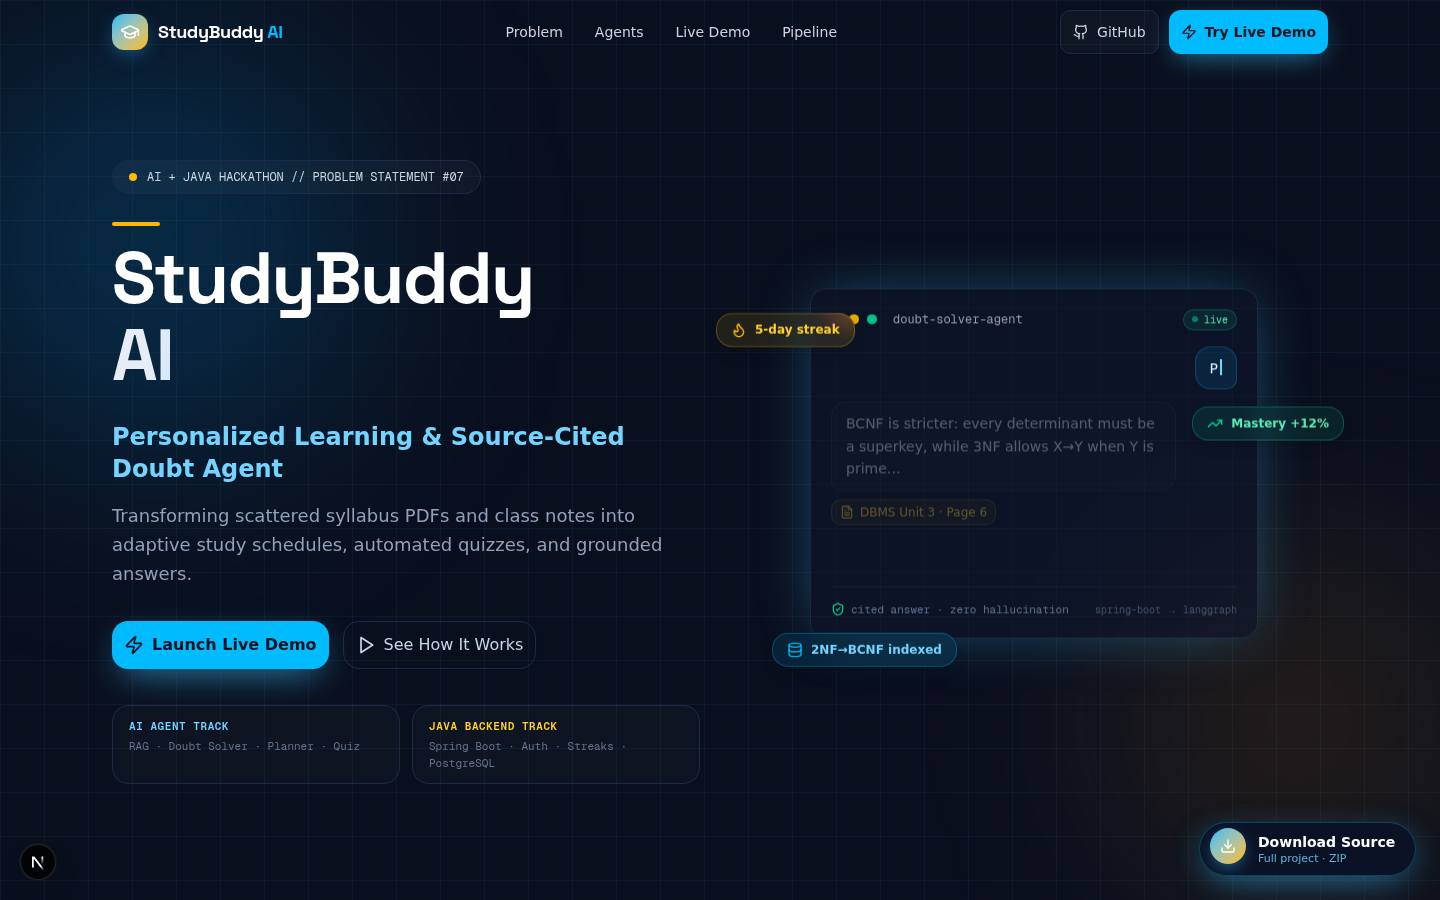 StudyBuddy AI
Problem
Agents
Live Demo
Pipeline
GitHub
Try Live Demo
AI + JAVA HACKATHON // PROBLEM STATEMENT #07
StudyBuddy
AI
Personalized Learning & Source-Cited
Doubt Agent
Transforming scattered syllabus PDFs and class notes into
adaptive study schedules, automated quizzes, and grounded
answers.
Launch Live Demo
See How It Works
AI AGENT TRACK
RAG · Doubt Solver · Planner · Quiz
JAVA BACKEND TRACK
Spring Boot · Auth · Streaks ·
PostgreSQL
5-day streak
doubt-solver-agent
live
P
BCNF is stricter: every determinant must be
a superkey, while 3NF allows X→Y when Y is
prime...
Mastery +12%
DBMS Unit 3 · Page 6
cited answer · zero hallucination
spring-boot → langgraph
2NF→BCNF indexed
Download Source
Full project · ZIP
N